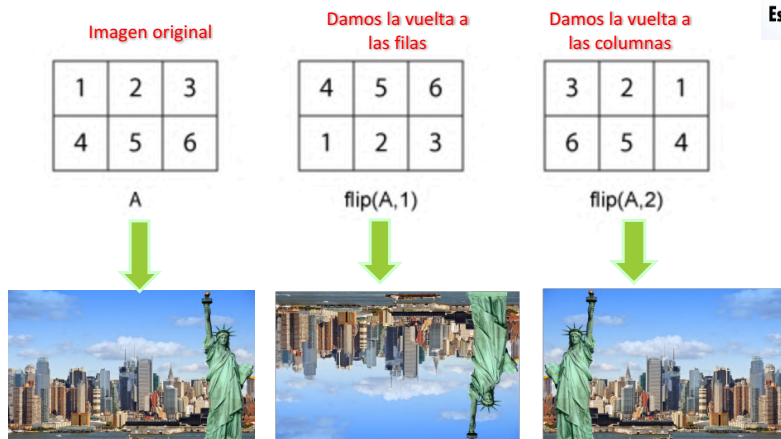 Imagen original
Damos la vuelta a
las filas
Damos la vuelta a
las columnas
1 2 3
4 5 6
A
4 5 6
1 2 3
flip(A,1)
3 2 1
6 5 4
flip(A,2)